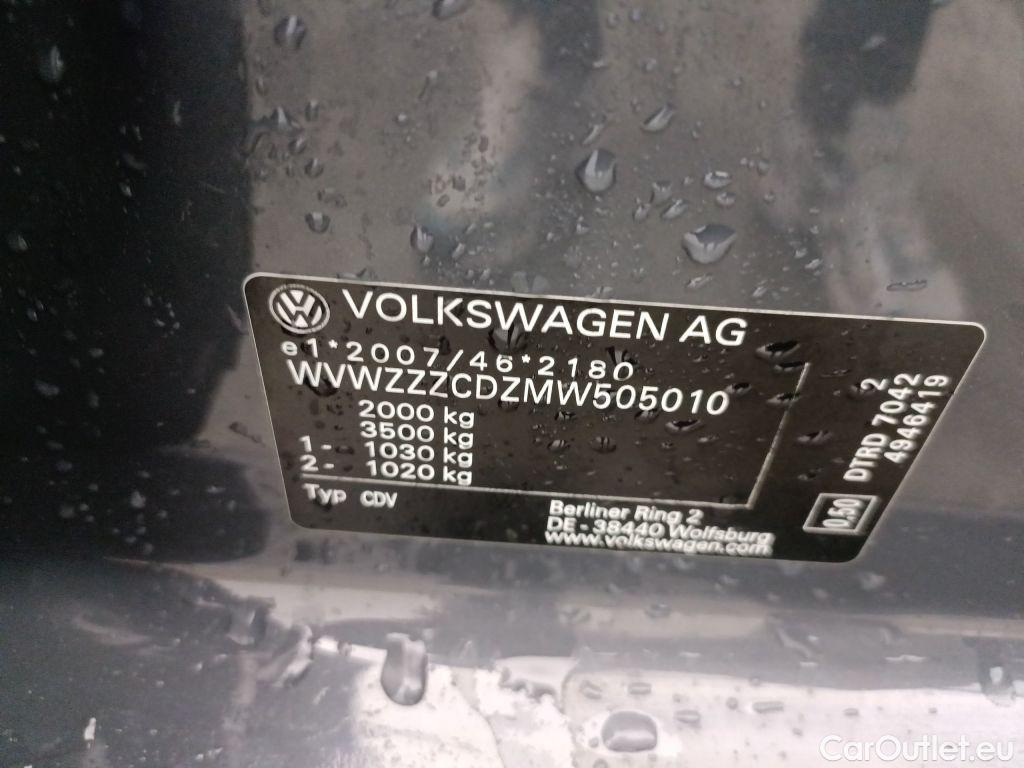 VOLKSWAGEN AG
e1*2007/46*2180
WVWZZZCDZMW505010
2000 kg
3500 kg
1- 1030 kg
2- 1020 kg
Typ CDV
Berliner Ring 2
DE-38440 Wolfsburg
www.volkswagen.com
2
DTRD 7042
4946419
0,50
CarOutlet.eu